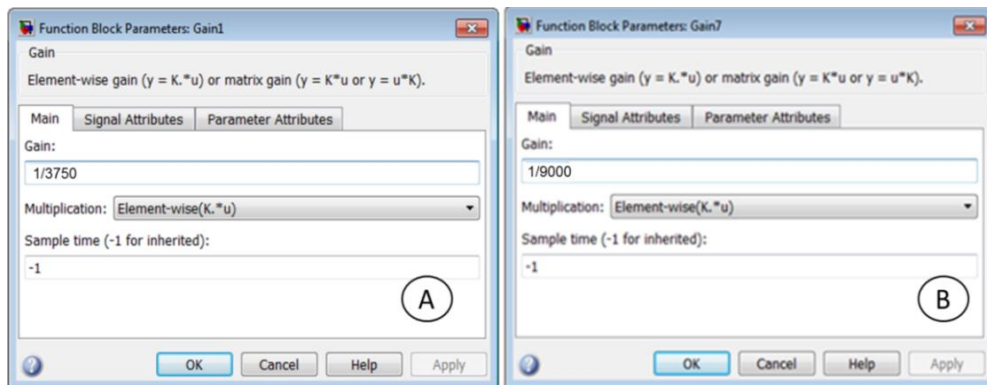 Function Block Parameters: Gain1
Gain
Element-wise gain (y = K.*u) or matrix gain (y = K*u or y = u*K).
Main Signal Attributes Parameter Attributes
Gain:
1/3750
Multiplication: Element-wise(K.*u)
Sample time (-1 for inherited):
-1
A
OK Cancel Help Apply
Function Block Parameters: Gain7
Gain
Element-wise gain (y = K.*u) or matrix gain (y = K*u or y = u*K).
Main Signal Attributes Parameter Attributes
Gain:
1/9000
Multiplication: Element-wise(K.*u)
Sample time (-1 for inherited):
-1
B
OK Cancel Help Apply